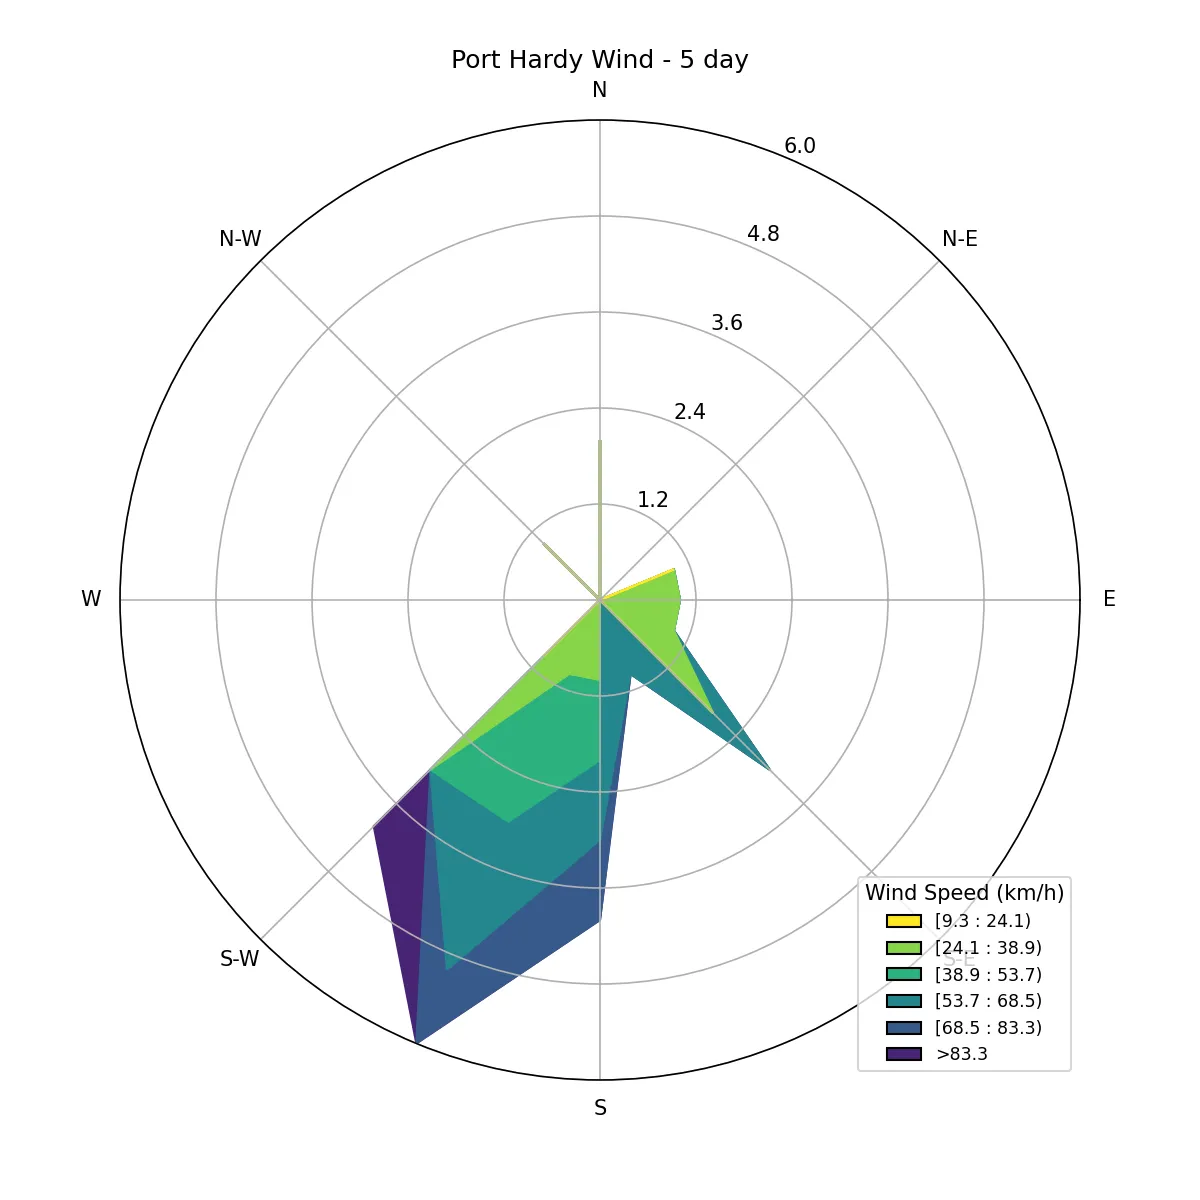 Port Hardy Wind - 5 day
N
6.0
N-W
N-E
4.8
3.6
2.4
1.2
W
E
S-W
S-E
Wind Speed (km/h)
[9.3 : 24.1)
[24.1 : 38.9)
[38.9 : 53.7)
[53.7 : 68.5)
[68.5 : 83.3)
>83.3
S